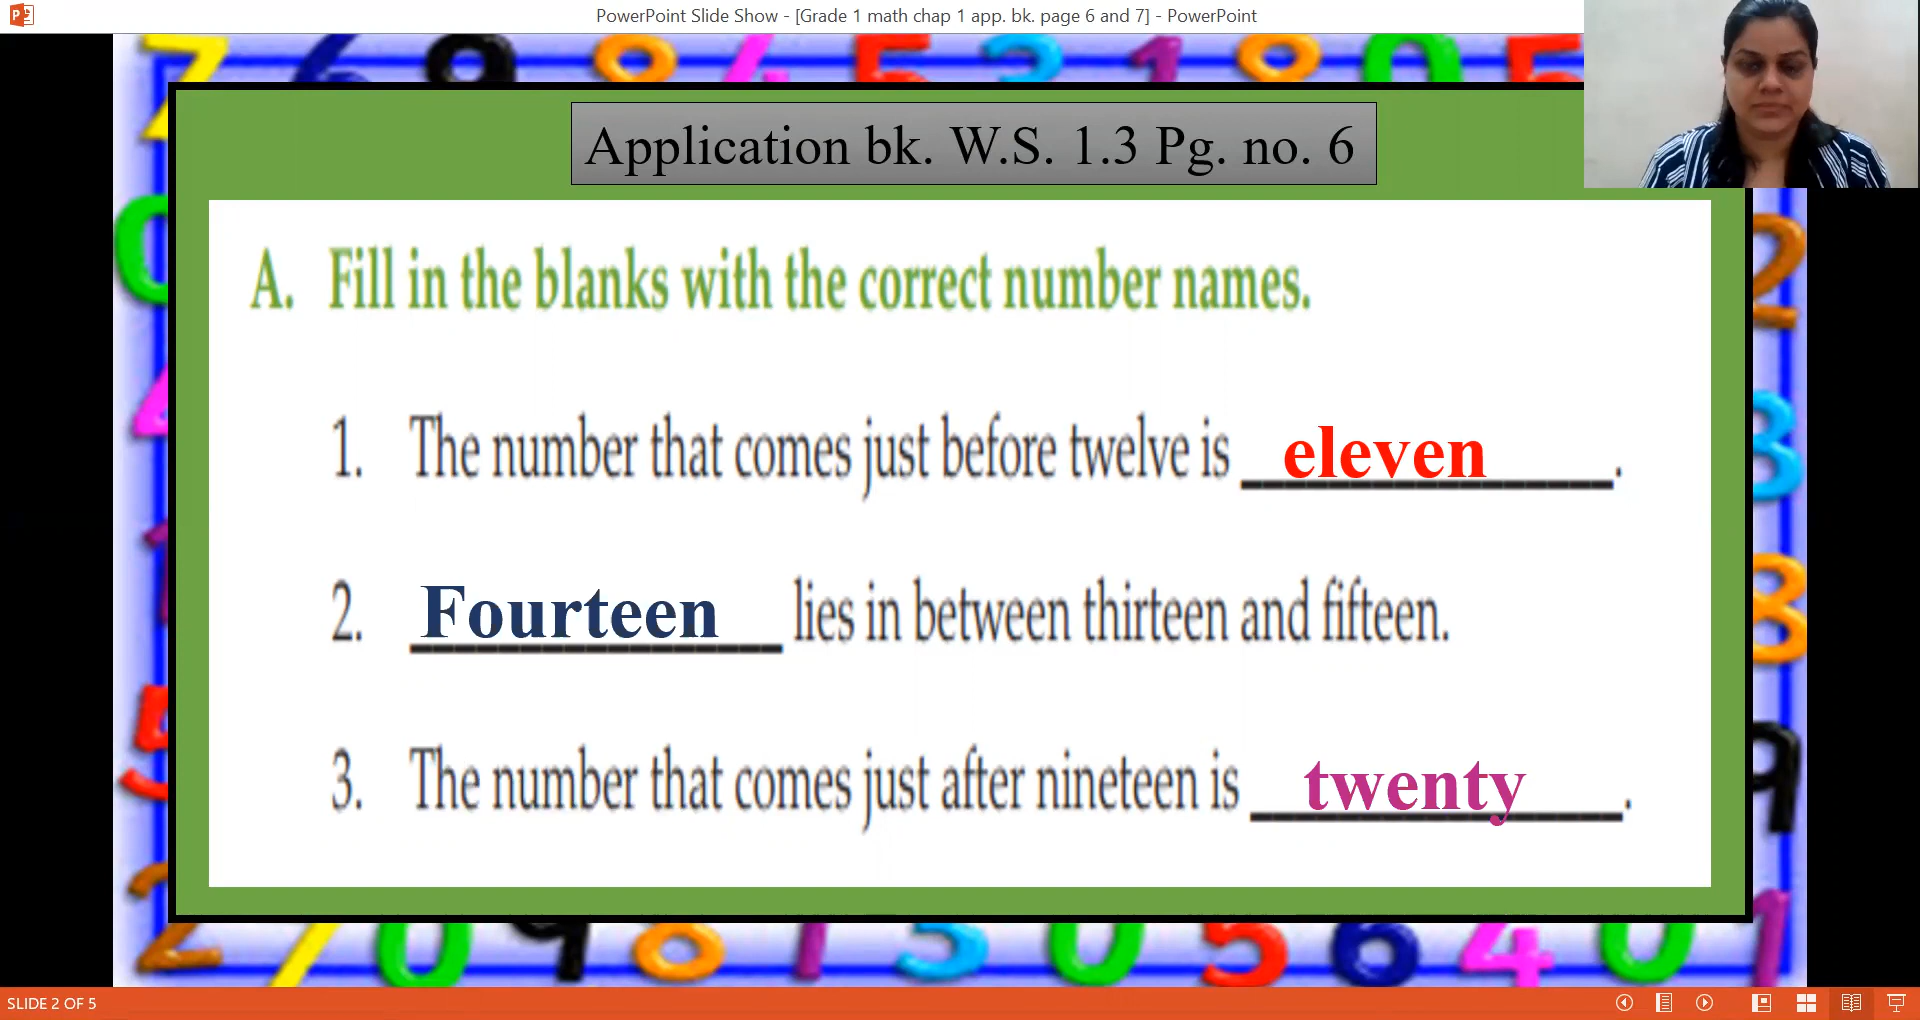 PowerPoint Slide Show - [Grade 1 math chap 1 app. bk. page 6 and 7] - PowerPoint
Application bk. W.S. 1.3 Pg. no. 6
A. Fill in the blanks with the correct number names.
1. The number that comes just before twelve is eleven.
2. Fourteen lies in between thirteen and fifteen.
3. The number that comes just after nineteen is twenty.
SLIDE 2 OF 5